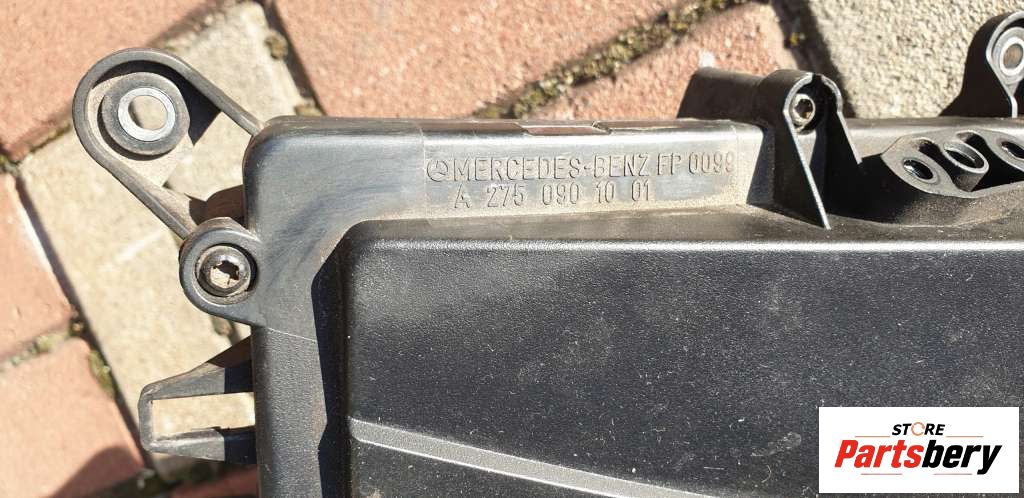 MERCEDES-BENZ FP 0099
A 275 090 10 01
STORE
Partsbery